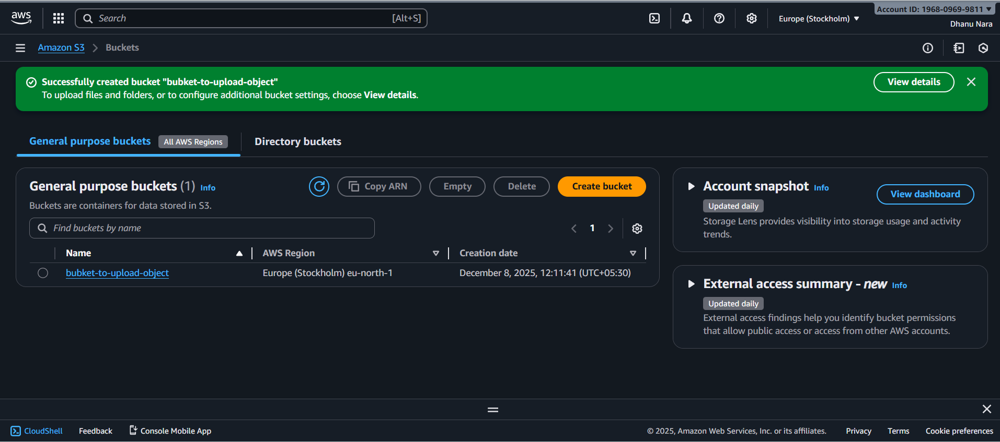 aws
Search [Alt+S]
Europe (Stockholm)
Account ID: 1968-0969-9811
Dhanu Nara
Amazon S3 > Buckets
Successfully created bucket "bubket-to-upload-object"
To upload files and folders, or to configure additional bucket settings, choose View details.
View details
General purpose buckets All AWS Regions
Directory buckets
General purpose buckets (1) Info
Copy ARN
Empty
Delete
Create bucket
Buckets are containers for data stored in S3.
Find buckets by name
1
Name AWS Region Creation date
bubket-to-upload-object Europe (Stockholm) eu-north-1 December 8, 2025, 12:11:41 (UTC+05:30)
Account snapshot Info
View dashboard
Updated daily
Storage Lens provides visibility into storage usage and activity
trends.
External access summary - new Info
Updated daily
External access findings help you identify bucket permissions
that allow public access or access from other AWS accounts.
CloudShell Feedback Console Mobile App © 2025, Amazon Web Services, Inc. or its affiliates. Privacy Terms Cookie preferences